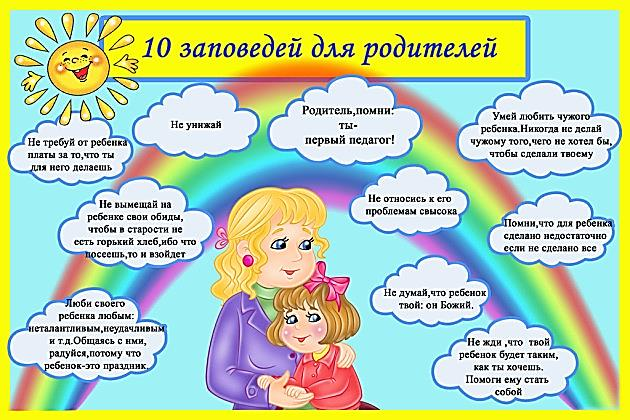 10 заповедей для родителей
Не требуй от ребенка
платы за то,что ты
для него делаешь
Не унижай
Родитель,помни:
ты-
первый педагог!
Умей любить чужого
ребенка.Никогда не делай
чужому того,чего не хотел бы,
чтобы сделали твоему
Не вымещай на
ребенке свои обиды,
чтобы в старости не
есть горький хлеб,ибо что
посеешь,то и взойдет
Не относись к его
проблемам свысока
Помни,что для ребенка
сделано недостаточно
если не сделано все
Люби своего
ребенка любым:
неталантливым,неудачливым
и т.д.Общаясь с ним,
радуйся,потому что
ребенок-это праздник.
Не думай,что ребенок
твой: он Божий.
Не жди ,что твой
ребенок будет таким,
как ты хочешь.
Помоги ему стать
собой